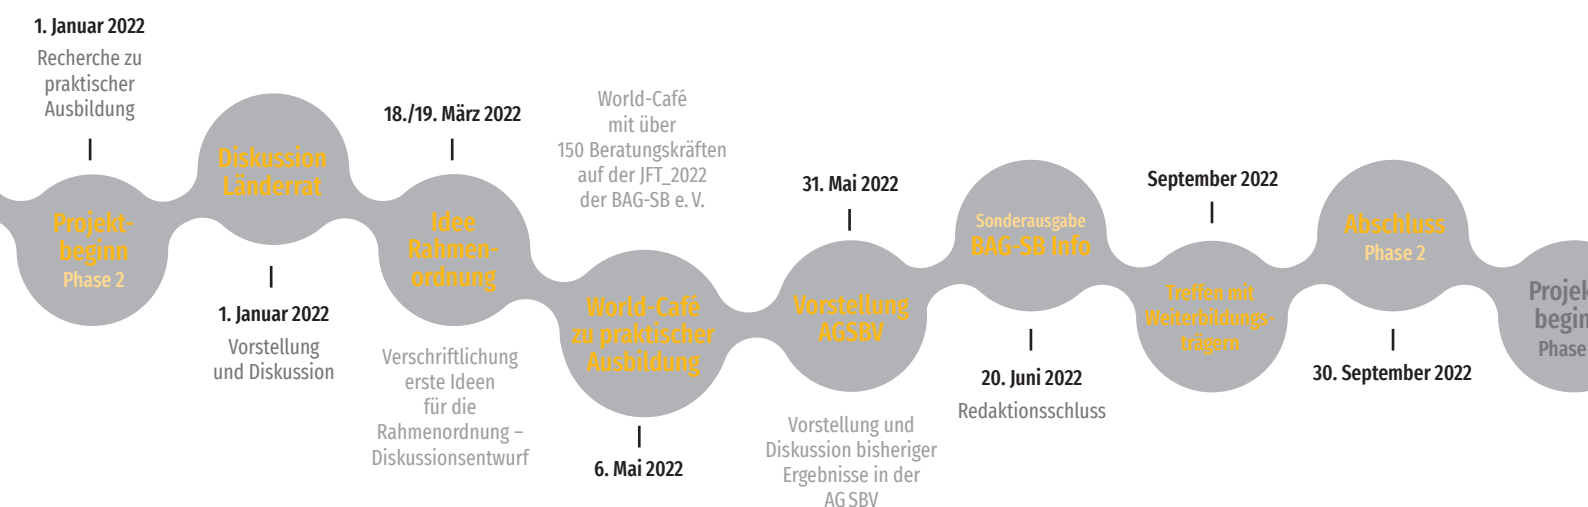 1. Januar 2022
Recherche zu
praktischer
Ausbildung
Projekt-
beginn
Phase 2
Diskussion
Länderrat
1. Januar 2022
Vorstellung
und Diskussion
18./19. März 2022
Idee
Rahmen-
ordnung
Verschriftlichung
erste Ideen
für die
Rahmenordnung –
Diskussionsentwurf
World-Café
mit über
150 Beratungskräften
auf der JFT_2022
der BAG-SB e. V.
World-Café
zu praktischer
Ausbildung
6. Mai 2022
31. Mai 2022
Vorstellung
AGSBV
Vorstellung und
Diskussion bisheriger
Ergebnisse in der
AG SBV
Sonderausgabe
BAG-SB Info
20. Juni 2022
Redaktionsschluss
September 2022
Treffen mit
Weiterbildungs-
trägern
Abschluss
Phase 2
30. September 2022
Phase